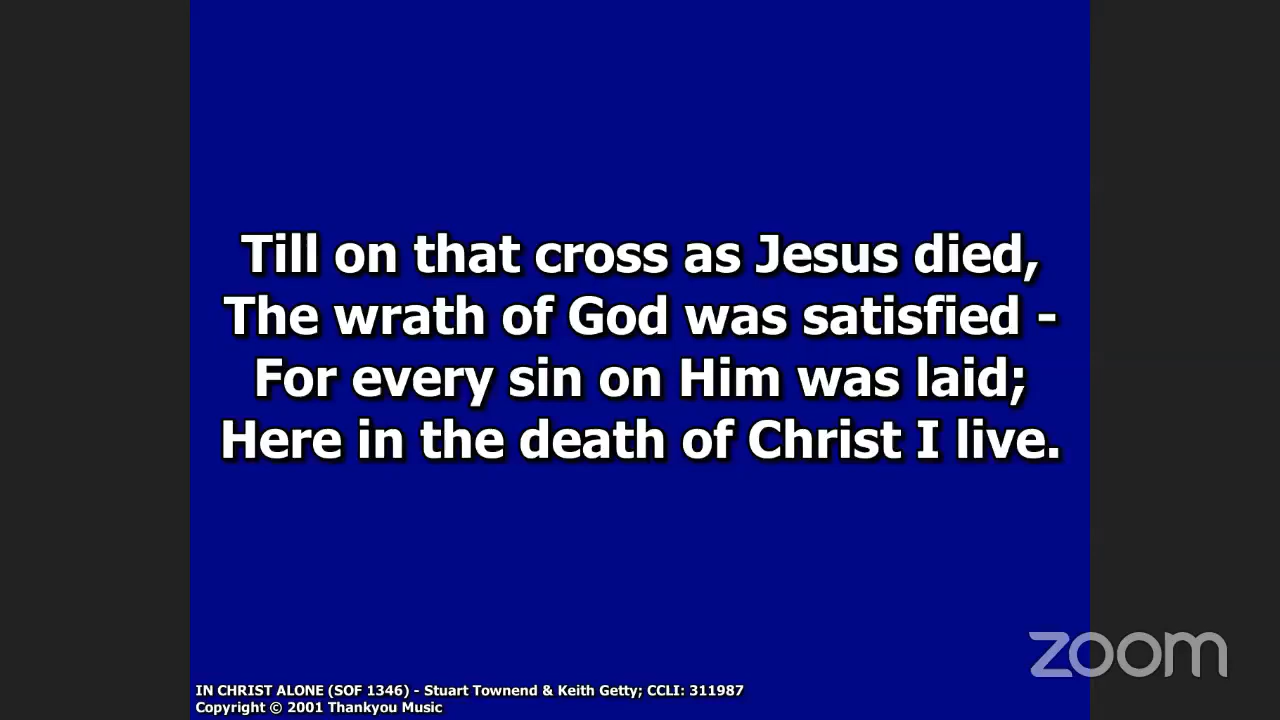 Till on that cross as Jesus died,
The wrath of God was satisfied -
For every sin on Him was laid;
Here in the death of Christ I live.
zoom
IN CHRIST ALONE (SOF 1346) - Stuart Townend & Keith Getty; CCLI: 311987
Copyright © 2001 Thankyou Music